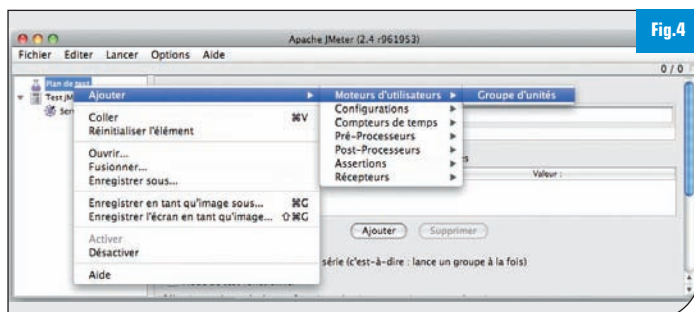 Fig.4
Apache JMeter (2.4 r961953)
Fichier Editer Lancer Options Aide
0 / 0
Plan de test
Test JM
Ser
Ajouter
Coller ⌘V
Réinitialiser l'élément
Ouvrir...
Fusionner...
Enregistrer sous...
Enregistrer en tant qu'image sous... ⌘G
Enregistrer l'écran en tant qu'image... ⇧⌘G
Activer
Désactiver
Aide
Moteurs d'utilisateurs
Configurations
Compteurs de temps
Pré-Processeurs
Post-Processeurs
Assertions
Récepteurs
Groupe d'unités
Valeur :
Ajouter Supprimer
série (c'est-à-dire : lance un groupe à la fois)